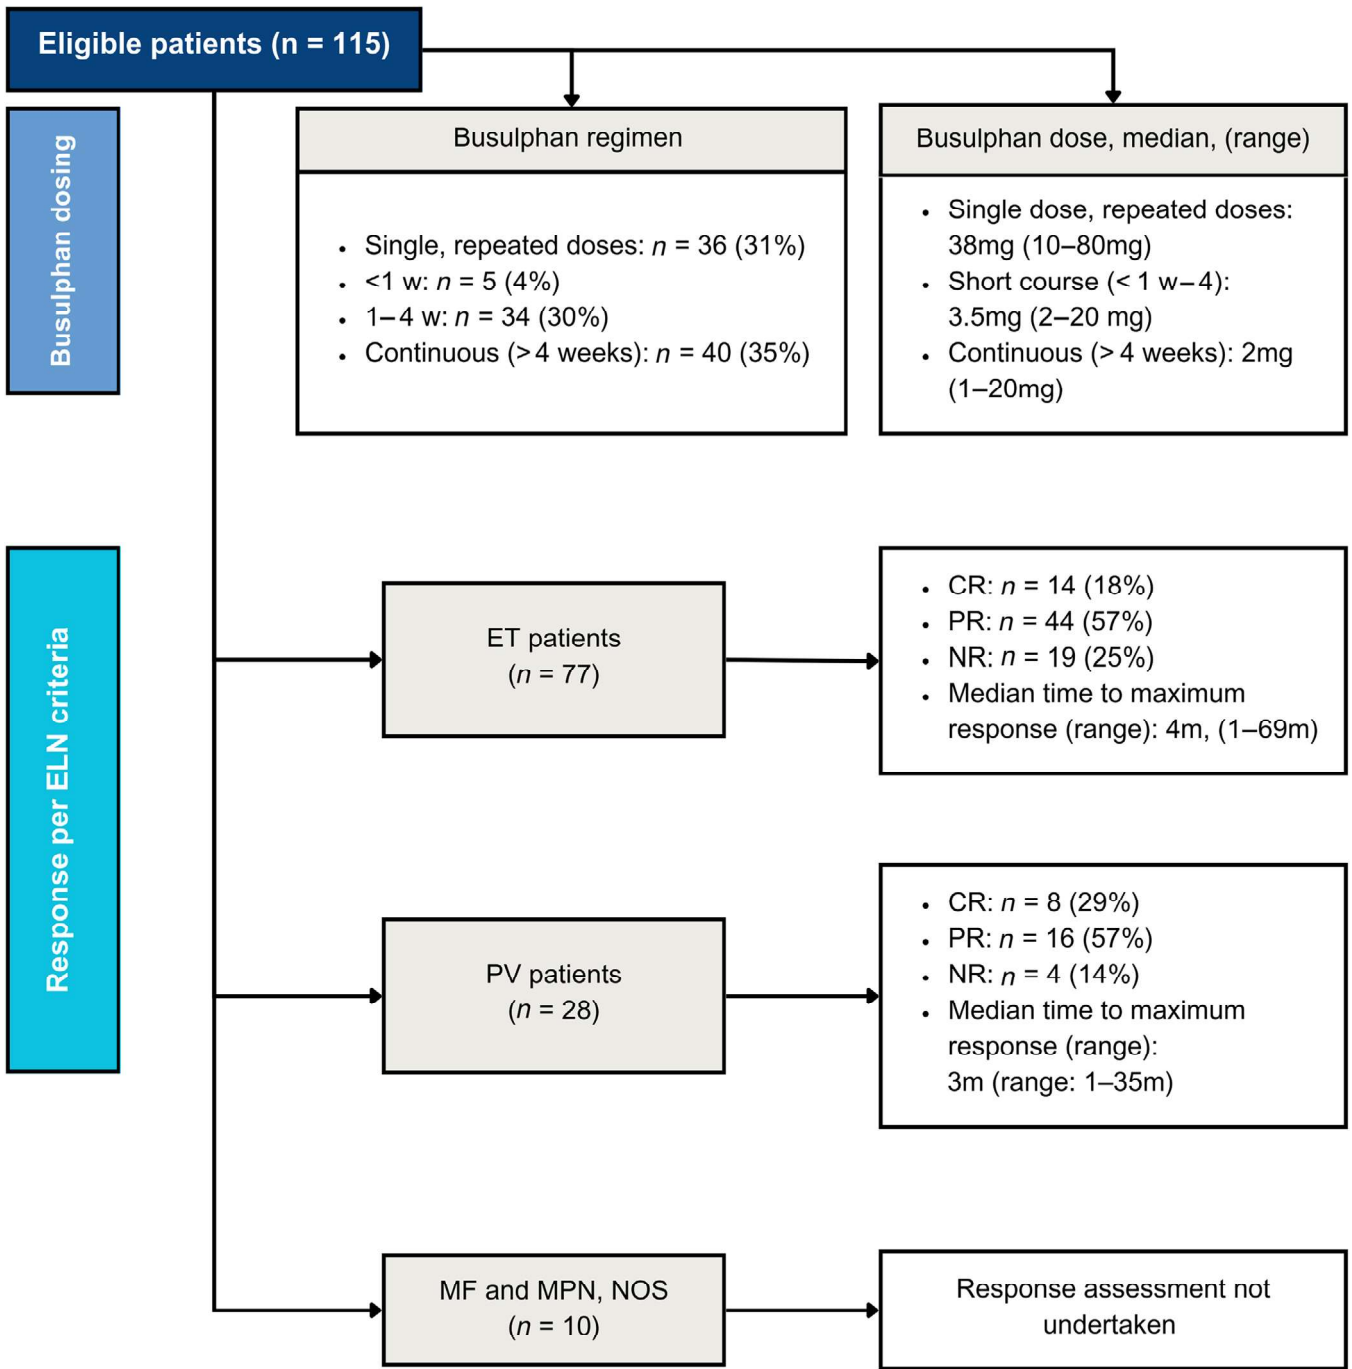 Eligible patients (n = 115)
Busulphan dosing
Busulphan regimen
• Single, repeated doses: n = 36 (31%)
• <1 w: n = 5 (4%)
• 1–4 w: n = 34 (30%)
• Continuous (> 4 weeks): n = 40 (35%)
Busulphan dose, median, (range)
• Single dose, repeated doses:
38mg (10–80mg)
• Short course (< 1 w–4):
3.5mg (2–20 mg)
• Continuous (> 4 weeks): 2mg
(1–20mg)
Response per ELN criteria
ET patients
(n = 77)
• CR: n = 14 (18%)
• PR: n = 44 (57%)
• NR: n = 19 (25%)
• Median time to maximum
response (range): 4m, (1–69m)
PV patients
(n = 28)
• CR: n = 8 (29%)
• PR: n = 16 (57%)
• NR: n = 4 (14%)
• Median time to maximum
response (range):
3m (range: 1–35m)
MF and MPN, NOS
(n = 10)
Response assessment not
undertaken